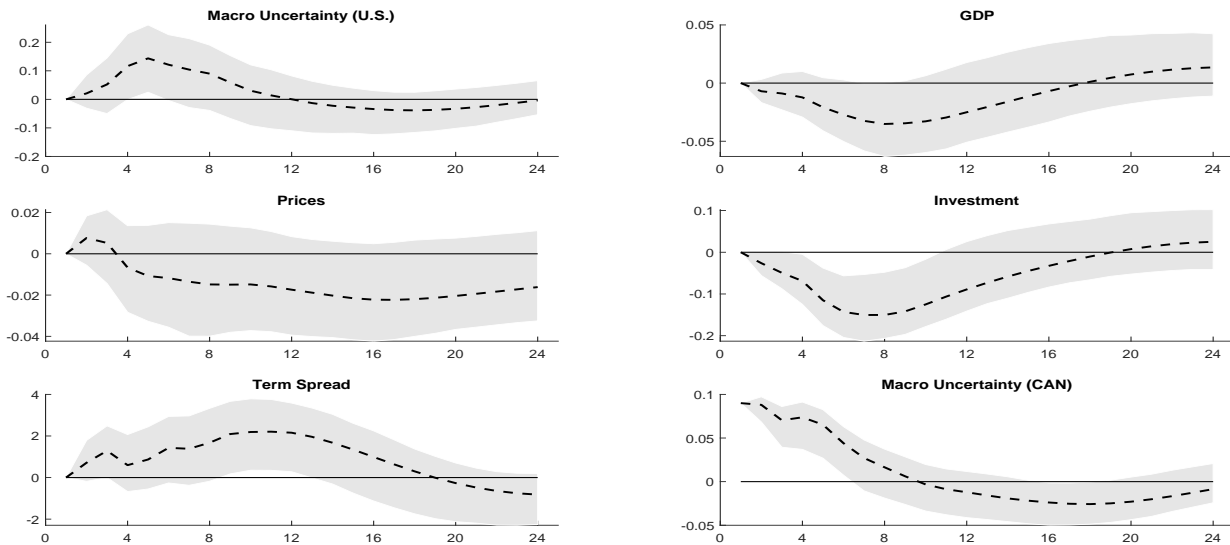 Macro Uncertainty (U.S.)
0.2
0.1
0
-0.1
-0.2
0 4 8 12 16 20 24
GDP
0.05
0
-0.05
0 4 8 12 16 20 24
Prices
0.02
0
-0.02
-0.04
0 4 8 12 16 20 24
Investment
0.1
0
-0.1
-0.2
0 4 8 12 16 20 24
Term Spread
4
2
0
-2
0 4 8 12 16 20 24
Macro Uncertainty (CAN)
0.1
0.05
0
-0.05
0 4 8 12 16 20 24